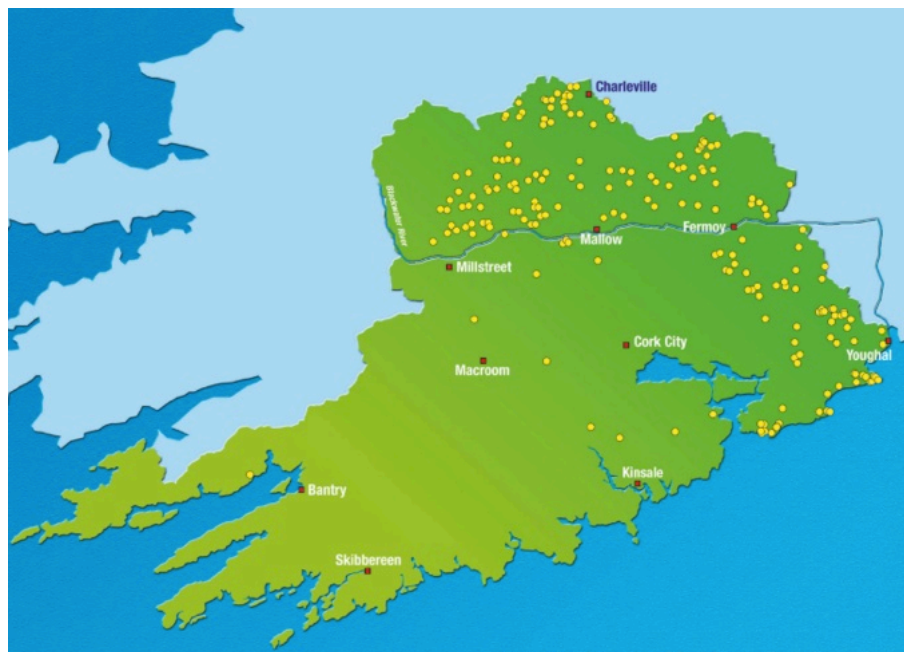 Charleville
Blackwater River
Mallow
Fermoy
Millstreet
Cork City
Youghal
Macroom
Kinsale
Bantry
Skibbereen